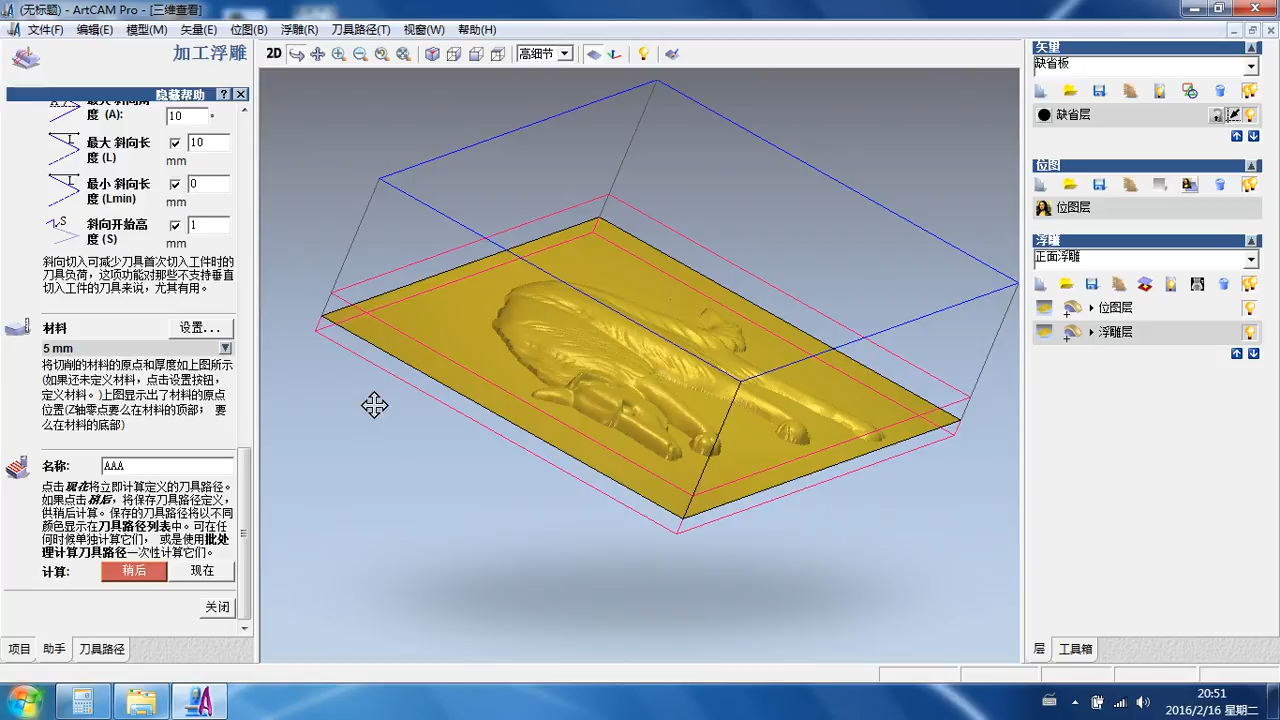 (无标题) - ArtCAM Pro - [三维查看]
文件(F) 编辑(E) 模型(M) 矢量(E) 位图(B) 浮雕(R) 刀具路径(T) 视窗(W) 帮助(H)
加工浮雕
2D
高细节
隐藏帮助 ?
度 (A): 10 °
最大 斜向长
度 (L) 10
mm
最小 斜向长
度 (Lmin) 0
mm
斜向开始高
度 (S) 1
mm
斜向切入可减少刀具首次切入工件时的
刀具负荷，这项功能对那些不支持垂直
切入工件的刀具来说，尤其有用。
材料 设置...
5 mm
将切削的材料的原点和厚度如上图所示
(如果还未定义材料，点击设置按钮，
定义材料。)上图显示出了材料的原点
位置(Z轴零点要么在材料的顶部； 要
么在材料的底部)
名称: AAA
点击现在将立即计算定义的刀具路径。
如果点击稍后，将保存刀具路径定义，
供稍后计算。保存的刀具路径将以不同
颜色显示在刀具路径列表中。可在任
何时候单独计算它们，或是使用批处
理计算刀具路径一次性计算它们。
计算: 稍后 现在
关闭
项目 助手 刀具路径
矢量
缺省板
缺省层
位图
位图层
浮雕
正面浮雕
位图层
浮雕层
层 工具箱
20:51
2016/2/16 星期二